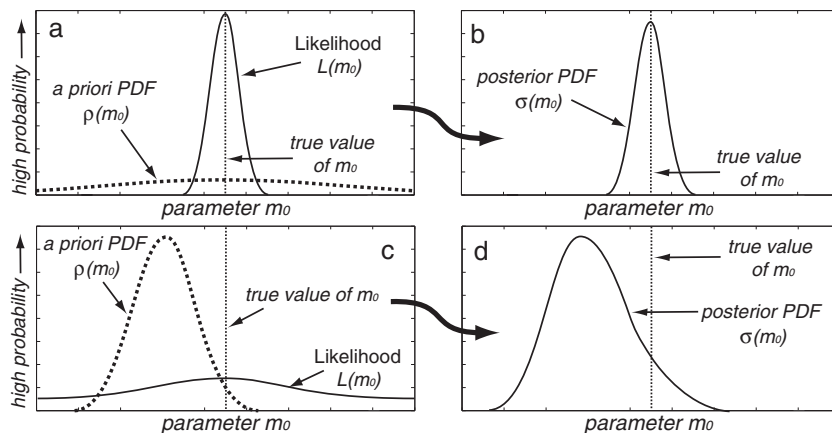 a
high probability
a priori PDF
ρ(m₀)
Likelihood
L(m₀)
true value
of m₀
parameter m₀
b
posterior PDF
σ(m₀)
true value
of m₀
parameter m₀
c
high probability
a priori PDF
ρ(m₀)
true value of m₀
Likelihood
L(m₀)
parameter m₀
d
true value
of m₀
posterior PDF
σ(m₀)
parameter m₀